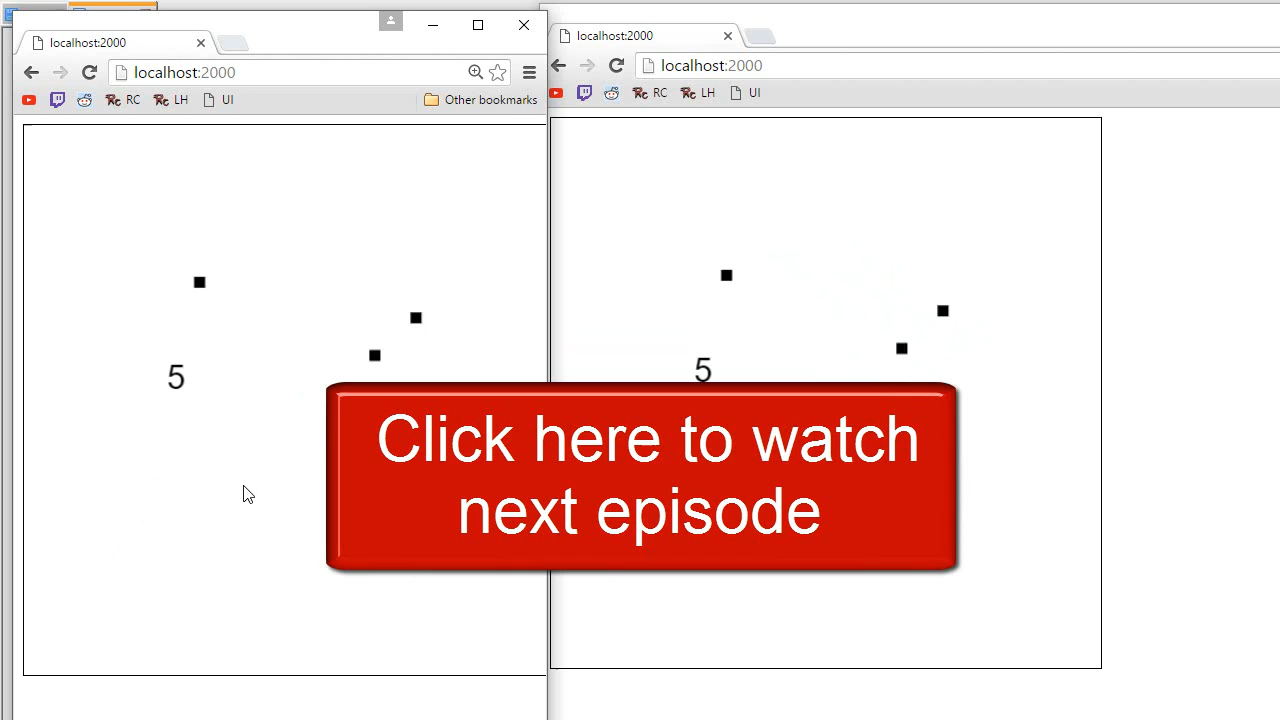 localhost:2000
localhost:2000
RC LH UI Other bookmarks
5
localhost:2000
localhost:2000
RC LH UI
5
Click here to watch
next episode